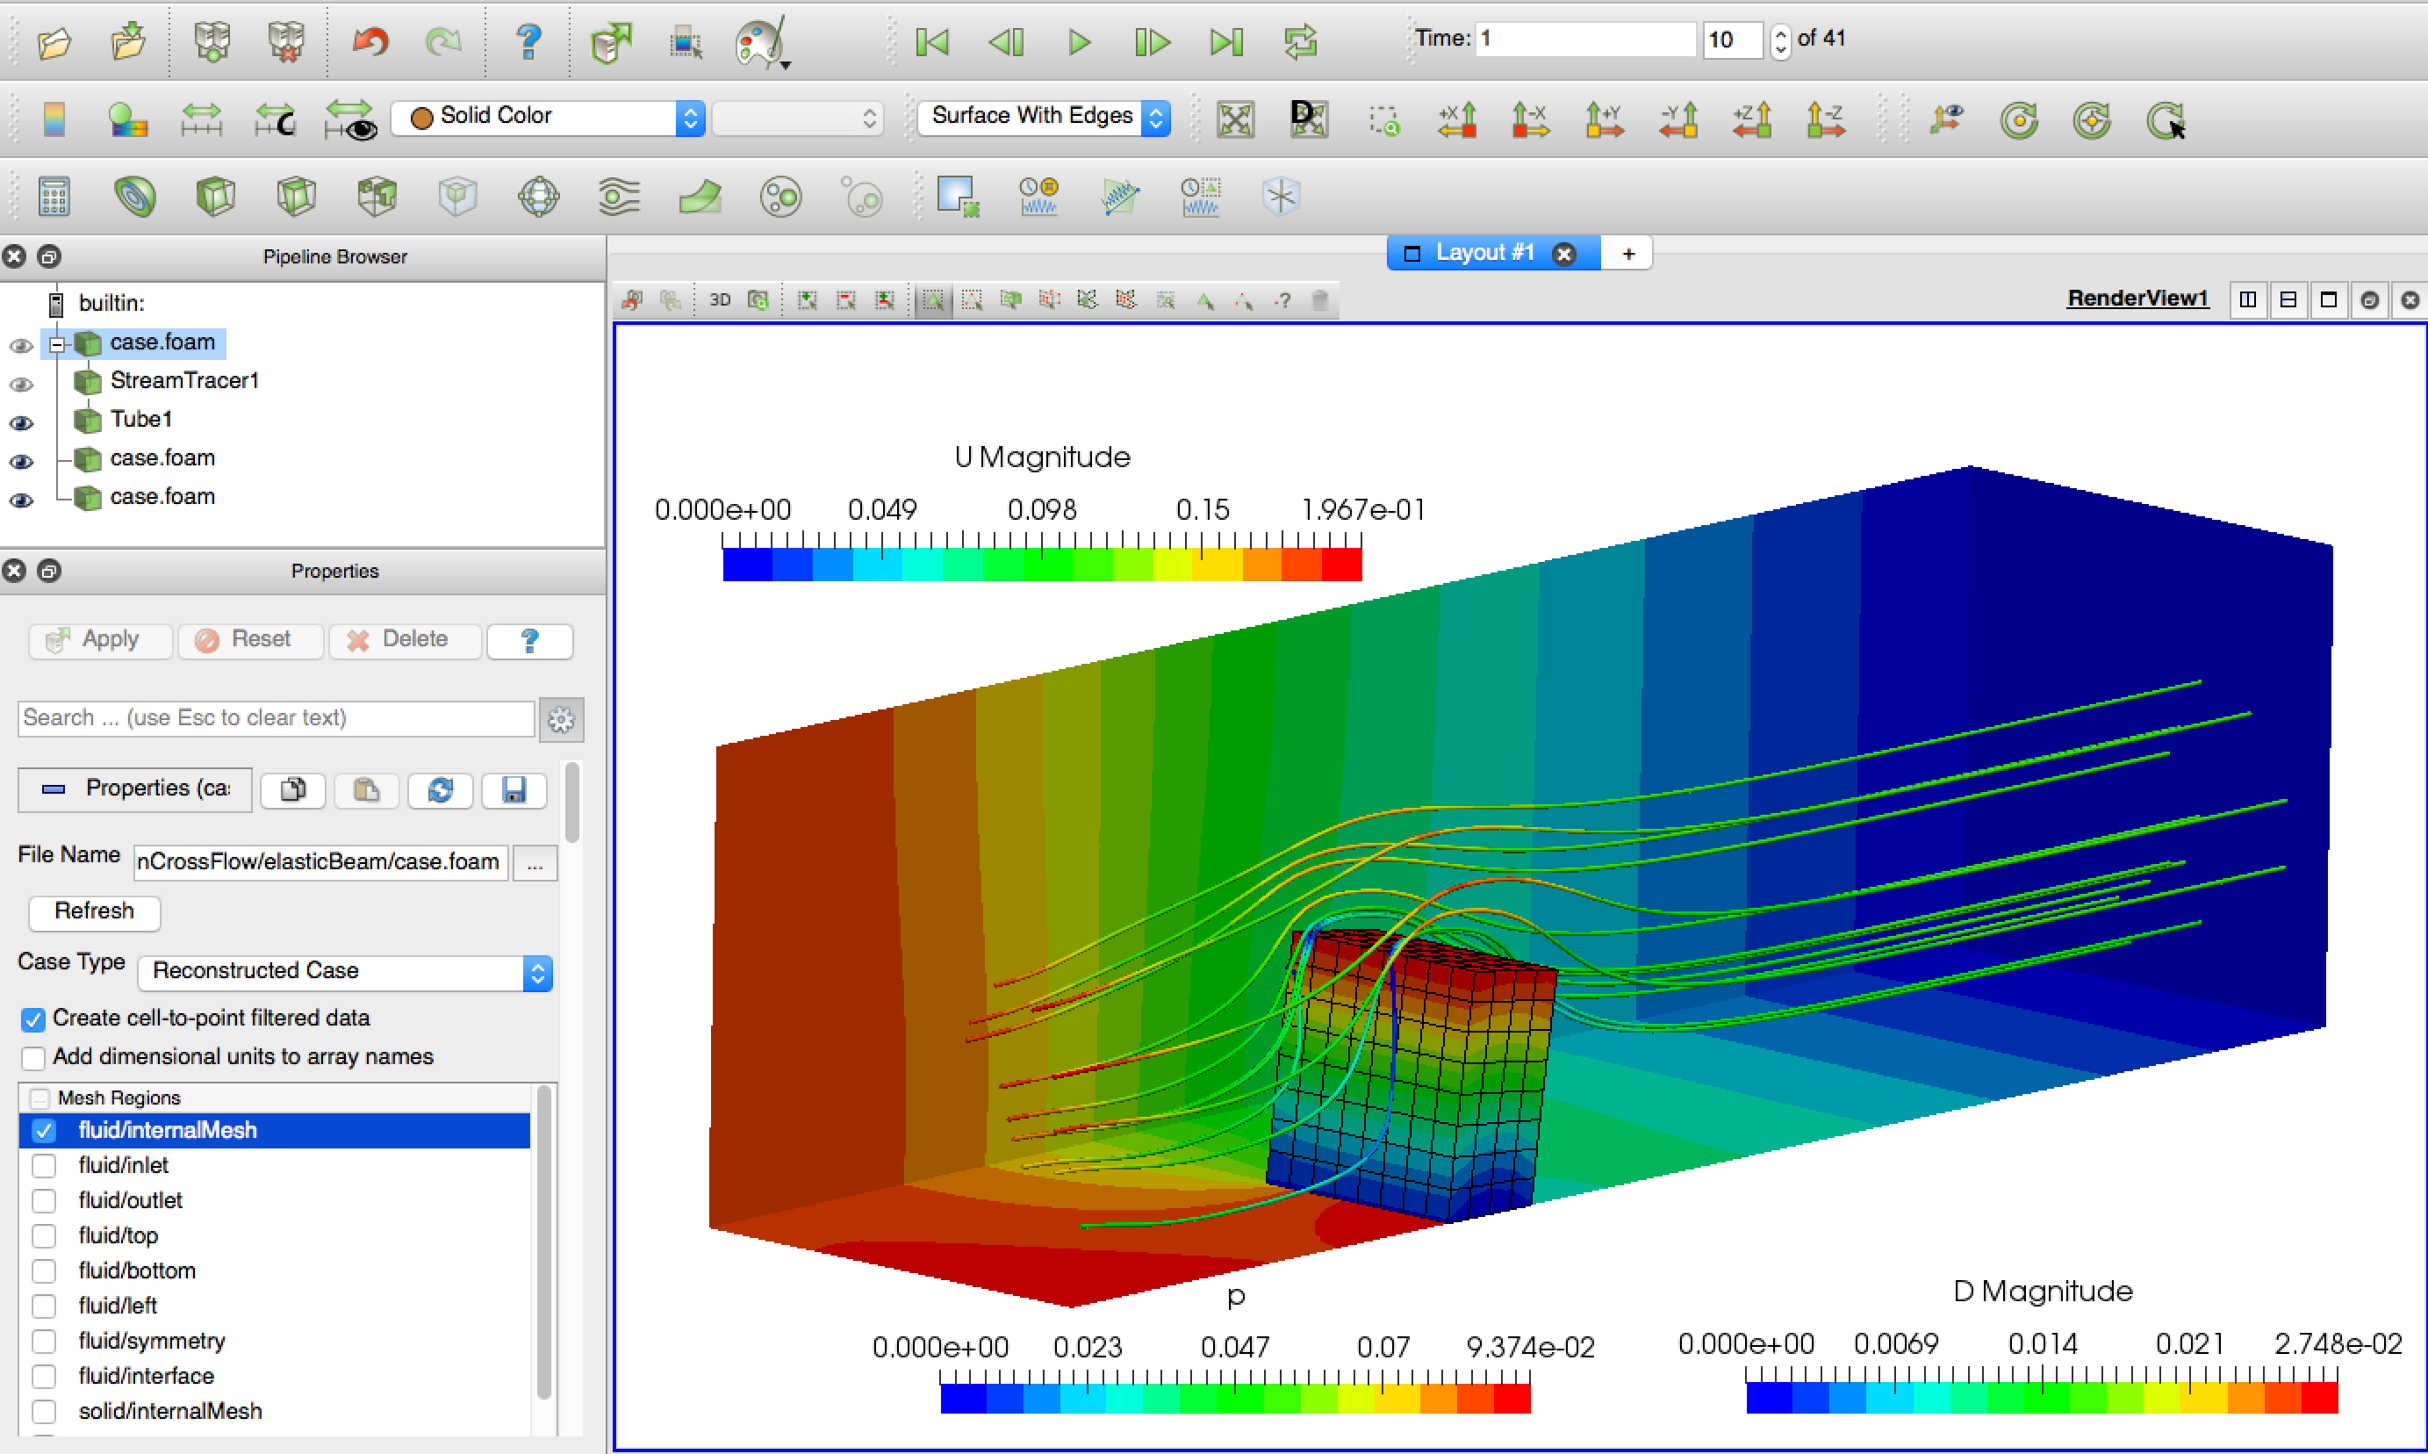 Time: 1 10 of 41
C Solid Color Surface With Edges D +X -X +Y -Y +Z -Z
Pipeline Browser
builtin:
case.foam
StreamTracer1
Tube1
case.foam
case.foam
Properties
Apply Reset Delete ?
Search ... (use Esc to clear text)
Properties (ca
File Name nCrossFlow/elasticBeam/case.foam ...
Refresh
Case Type Reconstructed Case
Create cell-to-point filtered data
Add dimensional units to array names
Mesh Regions
fluid/internalMesh
fluid/inlet
fluid/outlet
fluid/top
fluid/bottom
fluid/left
fluid/symmetry
fluid/interface
solid/internalMesh
Layout #1 +
3D ? RenderView1
U Magnitude
0.000e+00 0.049 0.098 0.15 1.967e-01
p
0.000e+00 0.023 0.047 0.07 9.374e-02
D Magnitude
0.000e+00 0.0069 0.014 0.021 2.748e-02